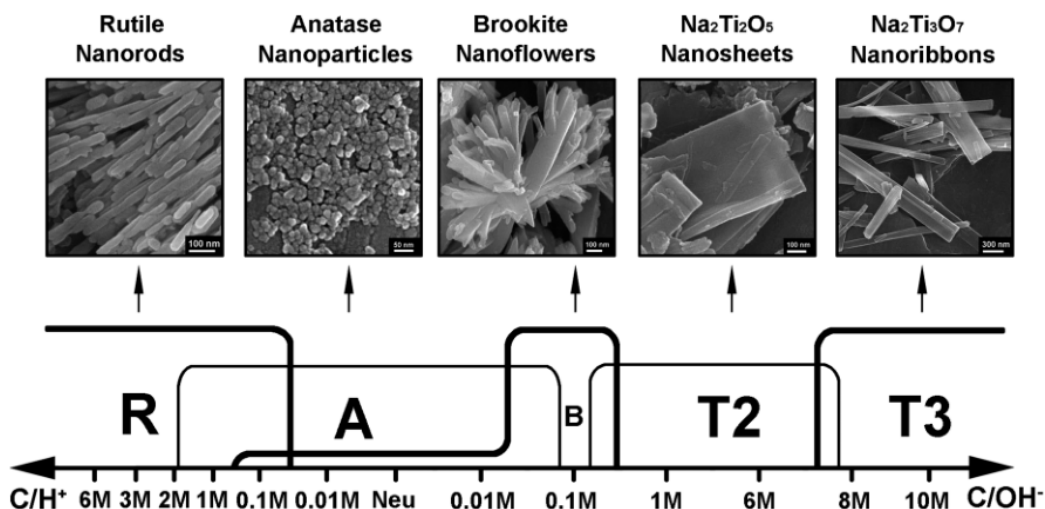 Rutile
Nanorods
Anatase
Nanoparticles
Brookite
Nanoflowers
Na₂Ti₂O₅
Nanosheets
Na₂Ti₃O₇
Nanoribbons
100 nm
50 nm
100 nm
100 nm
300 nm
R
A
B
T2
T3
C/H⁺ 6M 3M 2M 1M 0.1M 0.01M Neu 0.01M 0.1M 1M 6M 8M 10M C/OH⁻